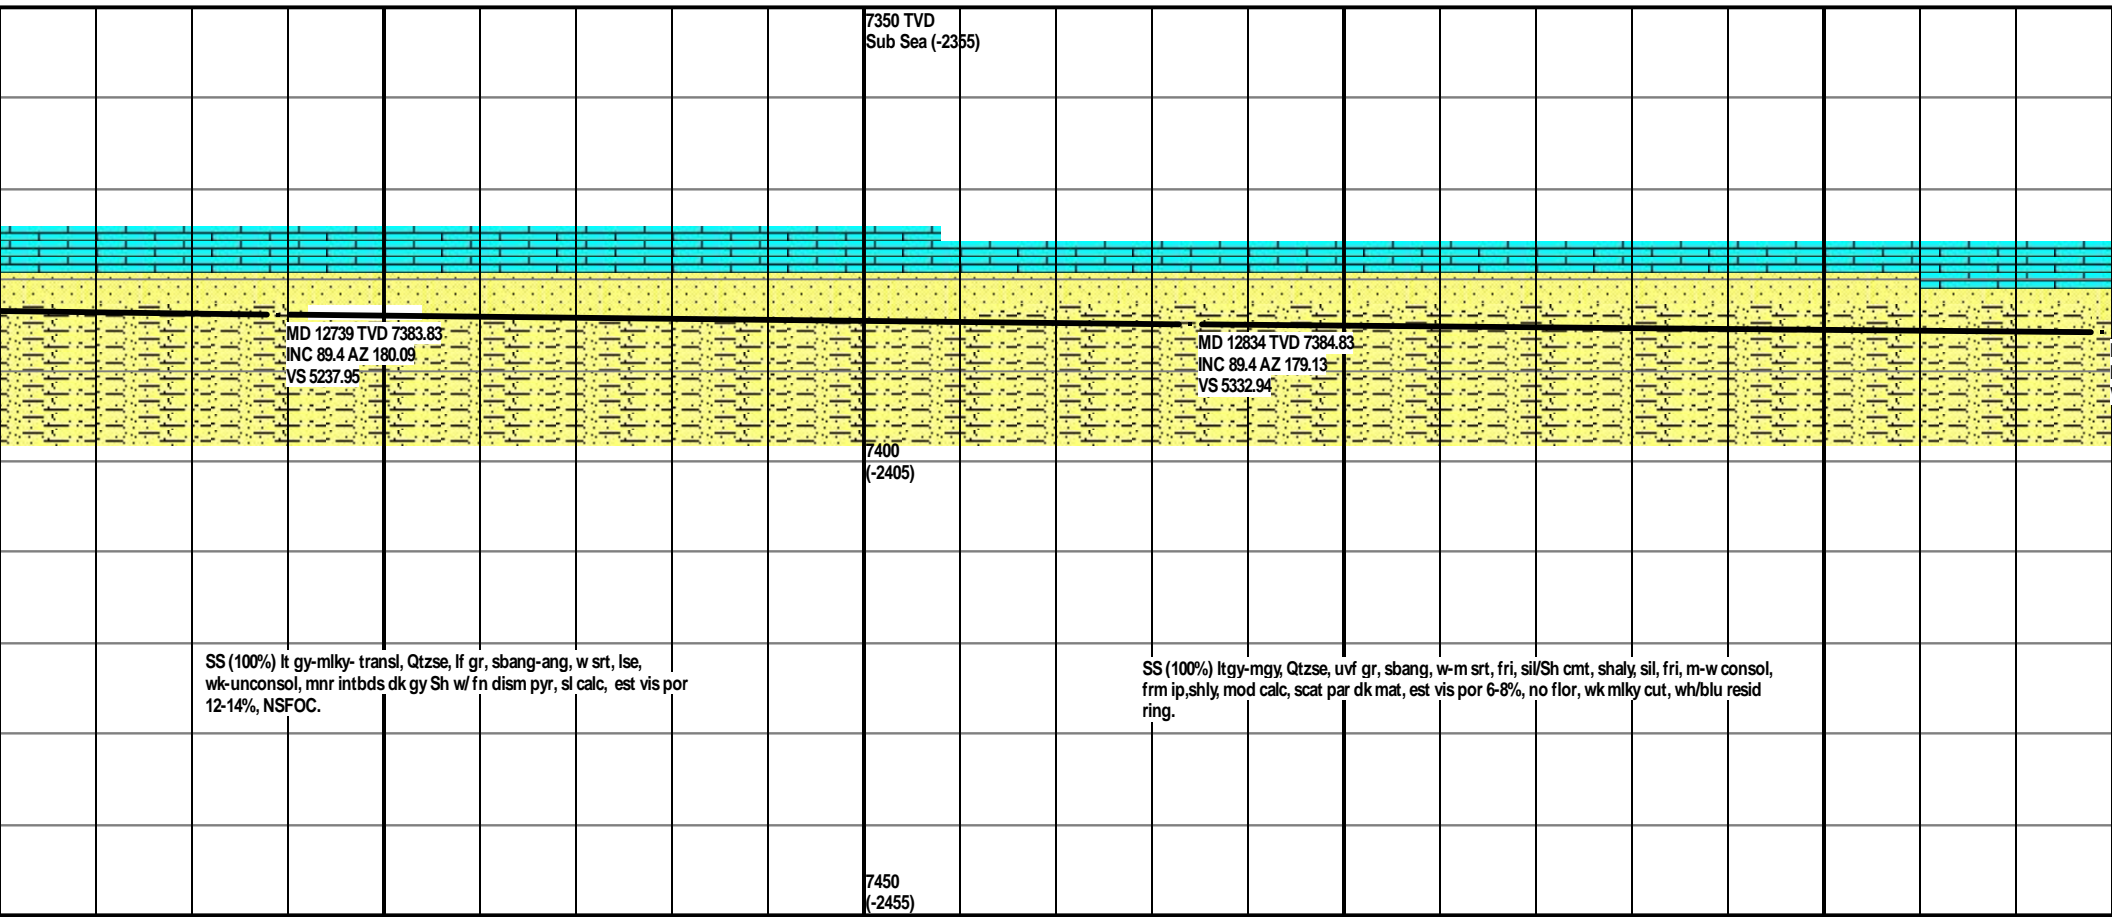 7350 TVD
Sub Sea (-2355)
MD 12739 TVD 7383.83
INC 89.4 AZ 180.09
VS 5237.95
MD 12834 TVD 7384.83
INC 89.4 AZ 179.13
VS 5332.94
7400
(-2405)
SS (100%) lt gy-mlky- transl, Qtzse, lf gr, sbang-ang, w srt, lse,
wk-unconsol, mnr intbds dk gy Sh w/ fn dism pyr, sl calc, est vis por
12-14%, NSFOC.
SS (100%) ltgy-mgy, Qtzse, uvf gr, sbang, w-m srt, fri, sil/Sh cmt, shaly, sil, fri, m-w consol,
frm ip,shly, mod calc, scat par dk mat, est vis por 6-8%, no flor, wk mlky cut, wh/blu resid
ring.
7450
(-2455)